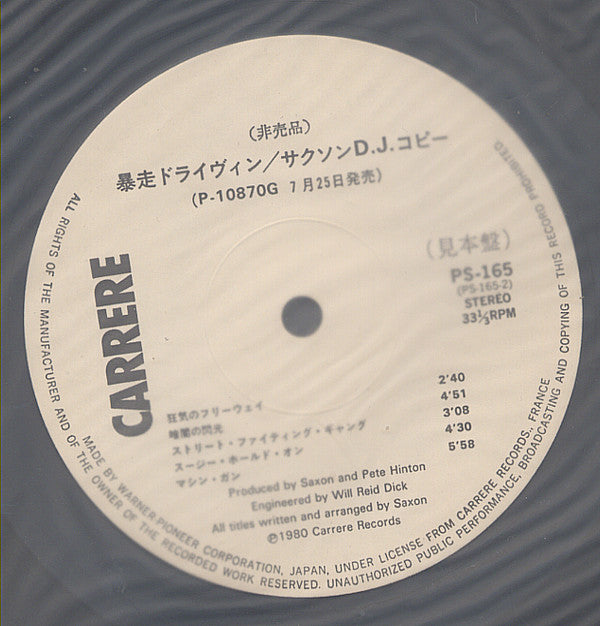 (非売品)
暴走ドライヴィン/サクソンD.J.コピー
(P-10870G 7月25日発売)
(見本盤)
PS-165
(PS-165-2)
STEREO
33⅓RPM
CARRERE
狂気のフリーウェイ 2'40
暗闇の閃光 4'51
ストリート・ファイティング・ギャング 3'08
スージー・ホールド・オン 4'30
マシン・ガン 5'58
Produced by Saxon and Pete Hinton
Engineered by Will Reid Dick
All titles written and arranged by Saxon
℗1980 Carrere Records
ALL RIGHTS OF THE MANUFACTURER AND OF THE OWNER OF THE RECORDED WORK RESERVED. UNAUTHORIZED PUBLIC PERFORMANCE, BROADCASTING AND COPYING OF THIS RECORD PROHIBITED
MADE BY WARNER-PIONEER CORPORATION, JAPAN, UNDER LICENSE FROM CARRERE RECORDS, FRANCE